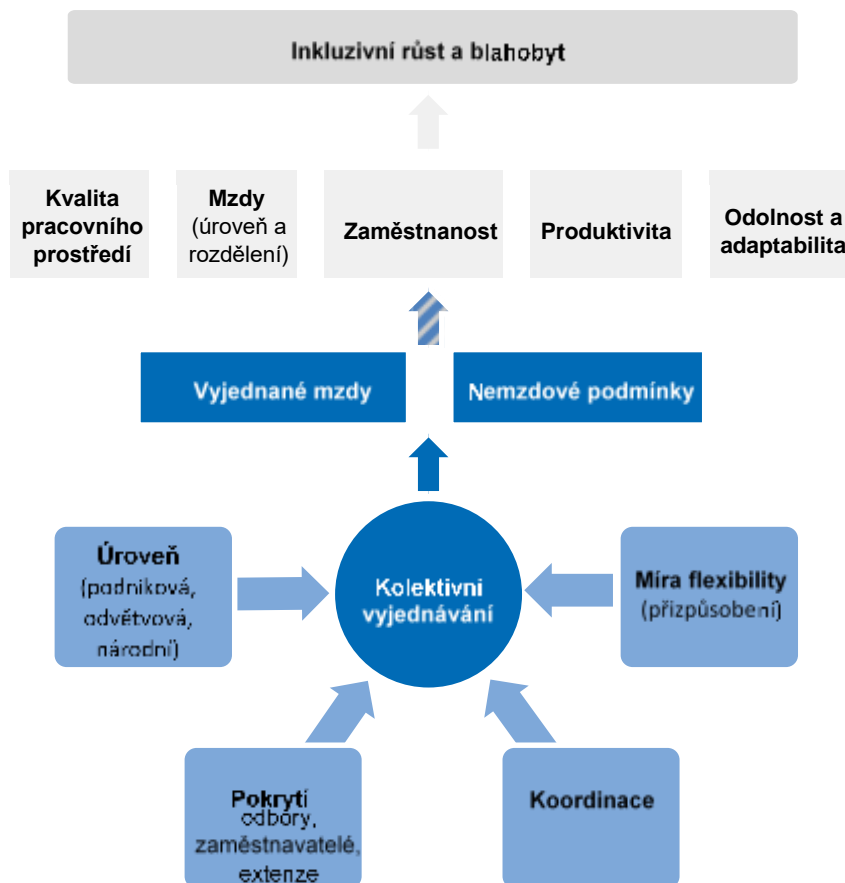 Inkluzivní růst a blahobyt
Kvalita
pracovního
prostředí
Mzdy
(úroveň a
rozdělení)
Zaměstnanost
Produktivita
Odolnost a
adaptabilita
Vyjednané mzdy
Nemzdové podmínky
Úroveň
(podniková,
odvětvová,
národní)
Kolektivní
vyjednávání
Míra flexibility
(přizpůsobení)
Pokrytí
odbory,
zaměstnavatelé,
extenze
Koordinace